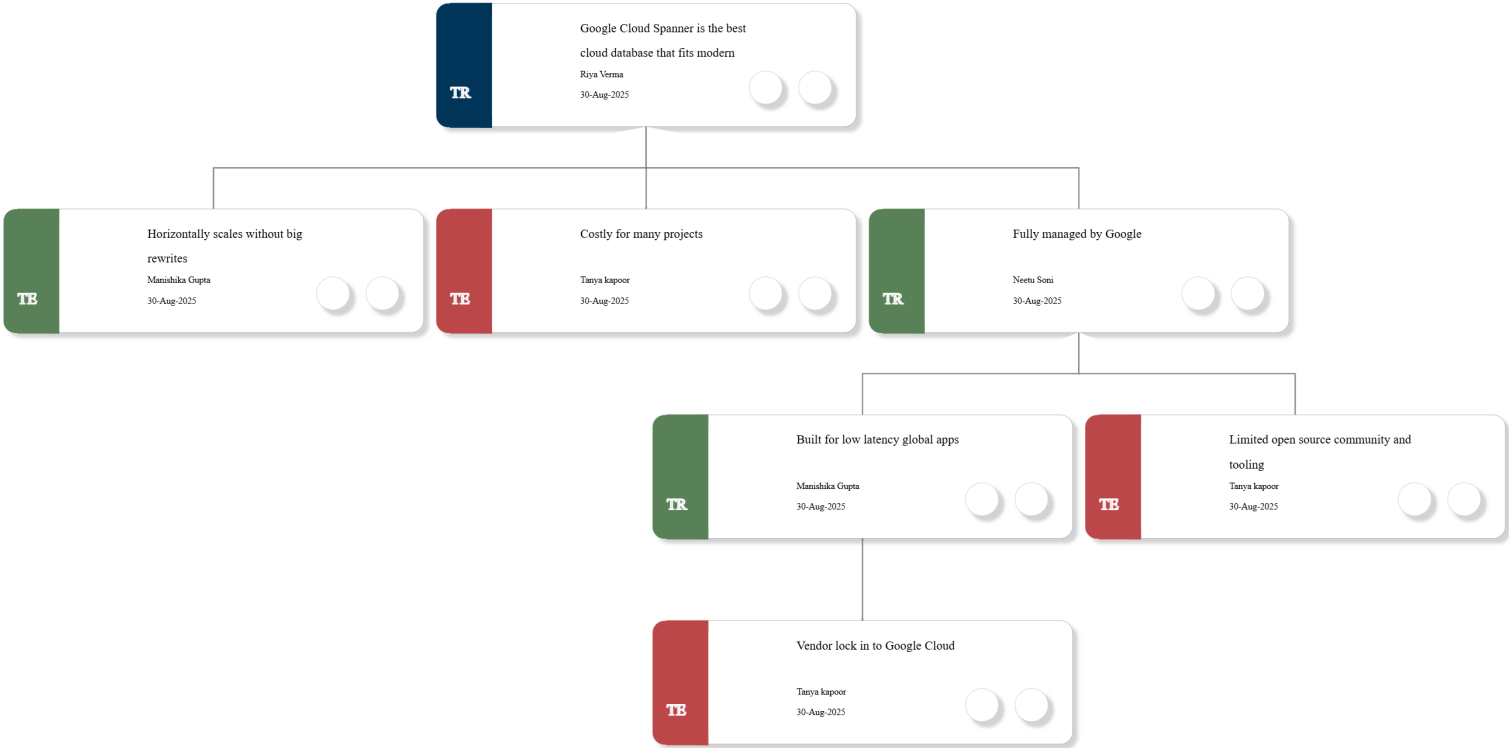 Google Cloud Spanner is the best
cloud database that fits modern
Riya Verma
30-Aug-2025
TR
Horizontally scales without big
rewrites
Manishika Gupta
30-Aug-2025
TE
Costly for many projects
Tanya kapoor
30-Aug-2025
TE
Fully managed by Google
Neetu Soni
30-Aug-2025
TR
Built for low latency global apps
Manishika Gupta
30-Aug-2025
TR
Limited open source community and
tooling
Tanya kapoor
30-Aug-2025
TE
Vendor lock in to Google Cloud
Tanya kapoor
30-Aug-2025
TE